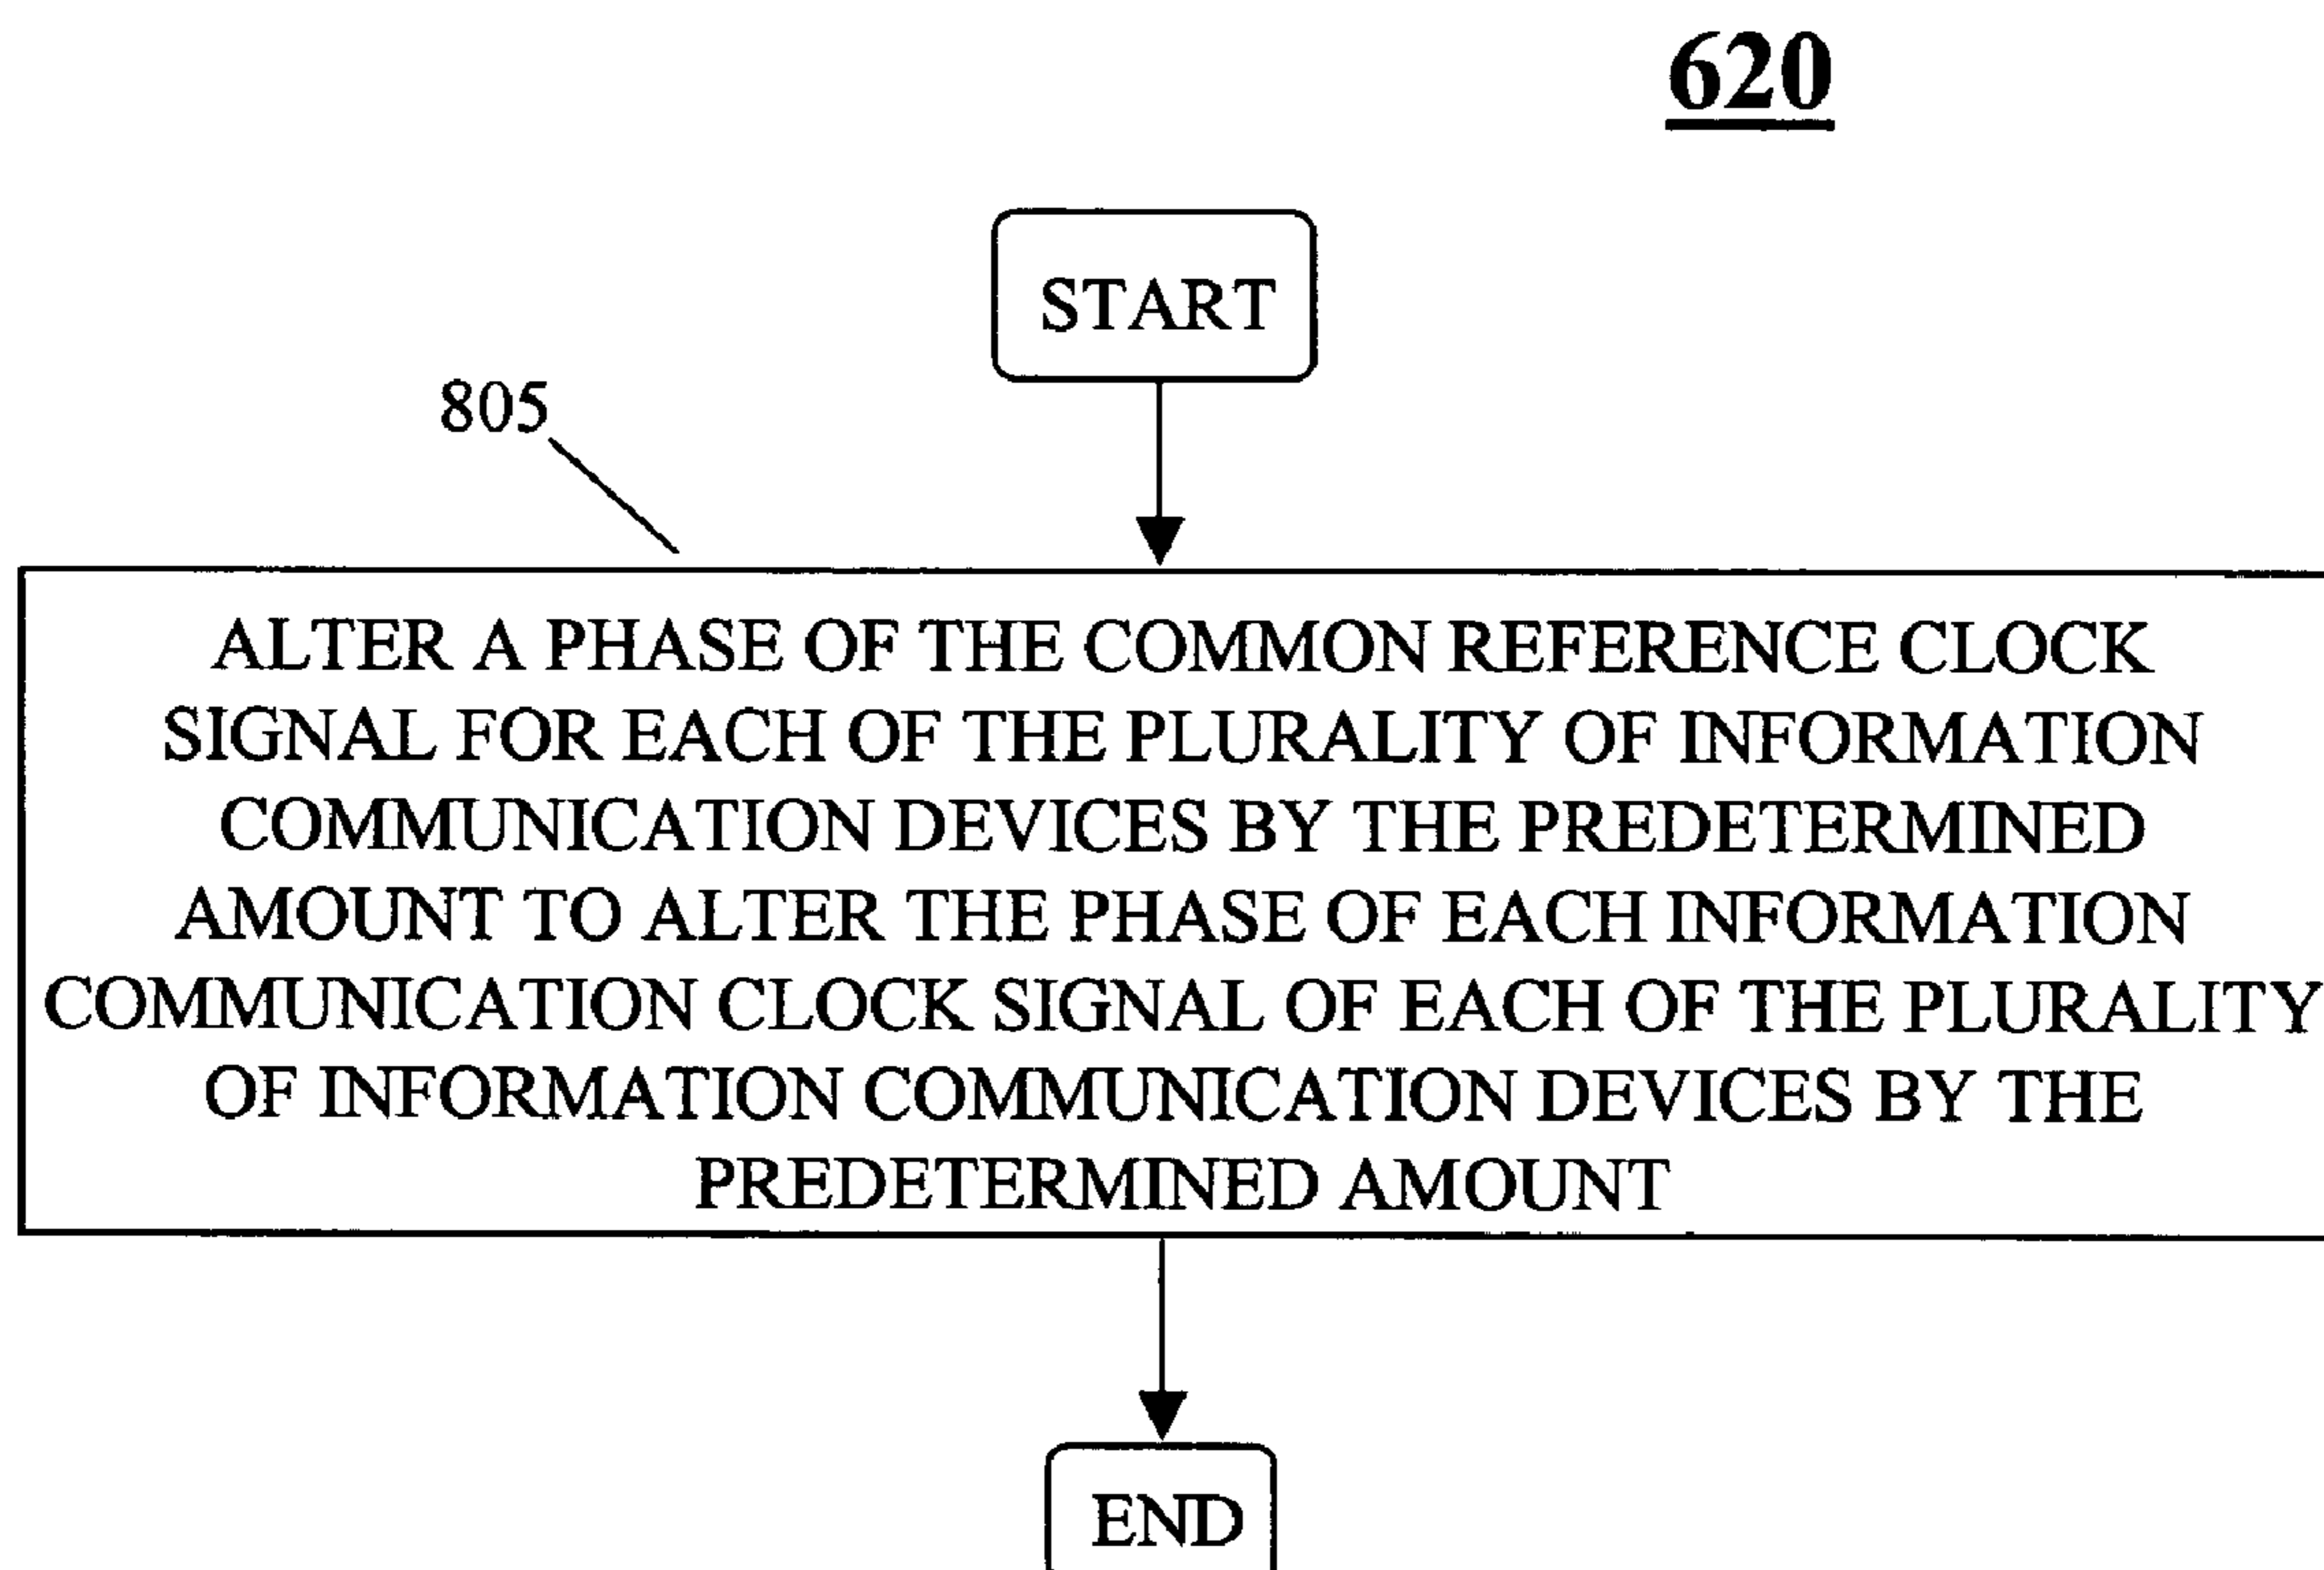 620
START
805
ALTER A PHASE OF THE COMMON REFERENCE CLOCK
SIGNAL FOR EACH OF THE PLURALITY OF INFORMATION
COMMUNICATION DEVICES BY THE PREDETERMINED
AMOUNT TO ALTER THE PHASE OF EACH INFORMATION
COMMUNICATION CLOCK SIGNAL OF EACH OF THE PLURALITY
OF INFORMATION COMMUNICATION DEVICES BY THE
PREDETERMINED AMOUNT
END